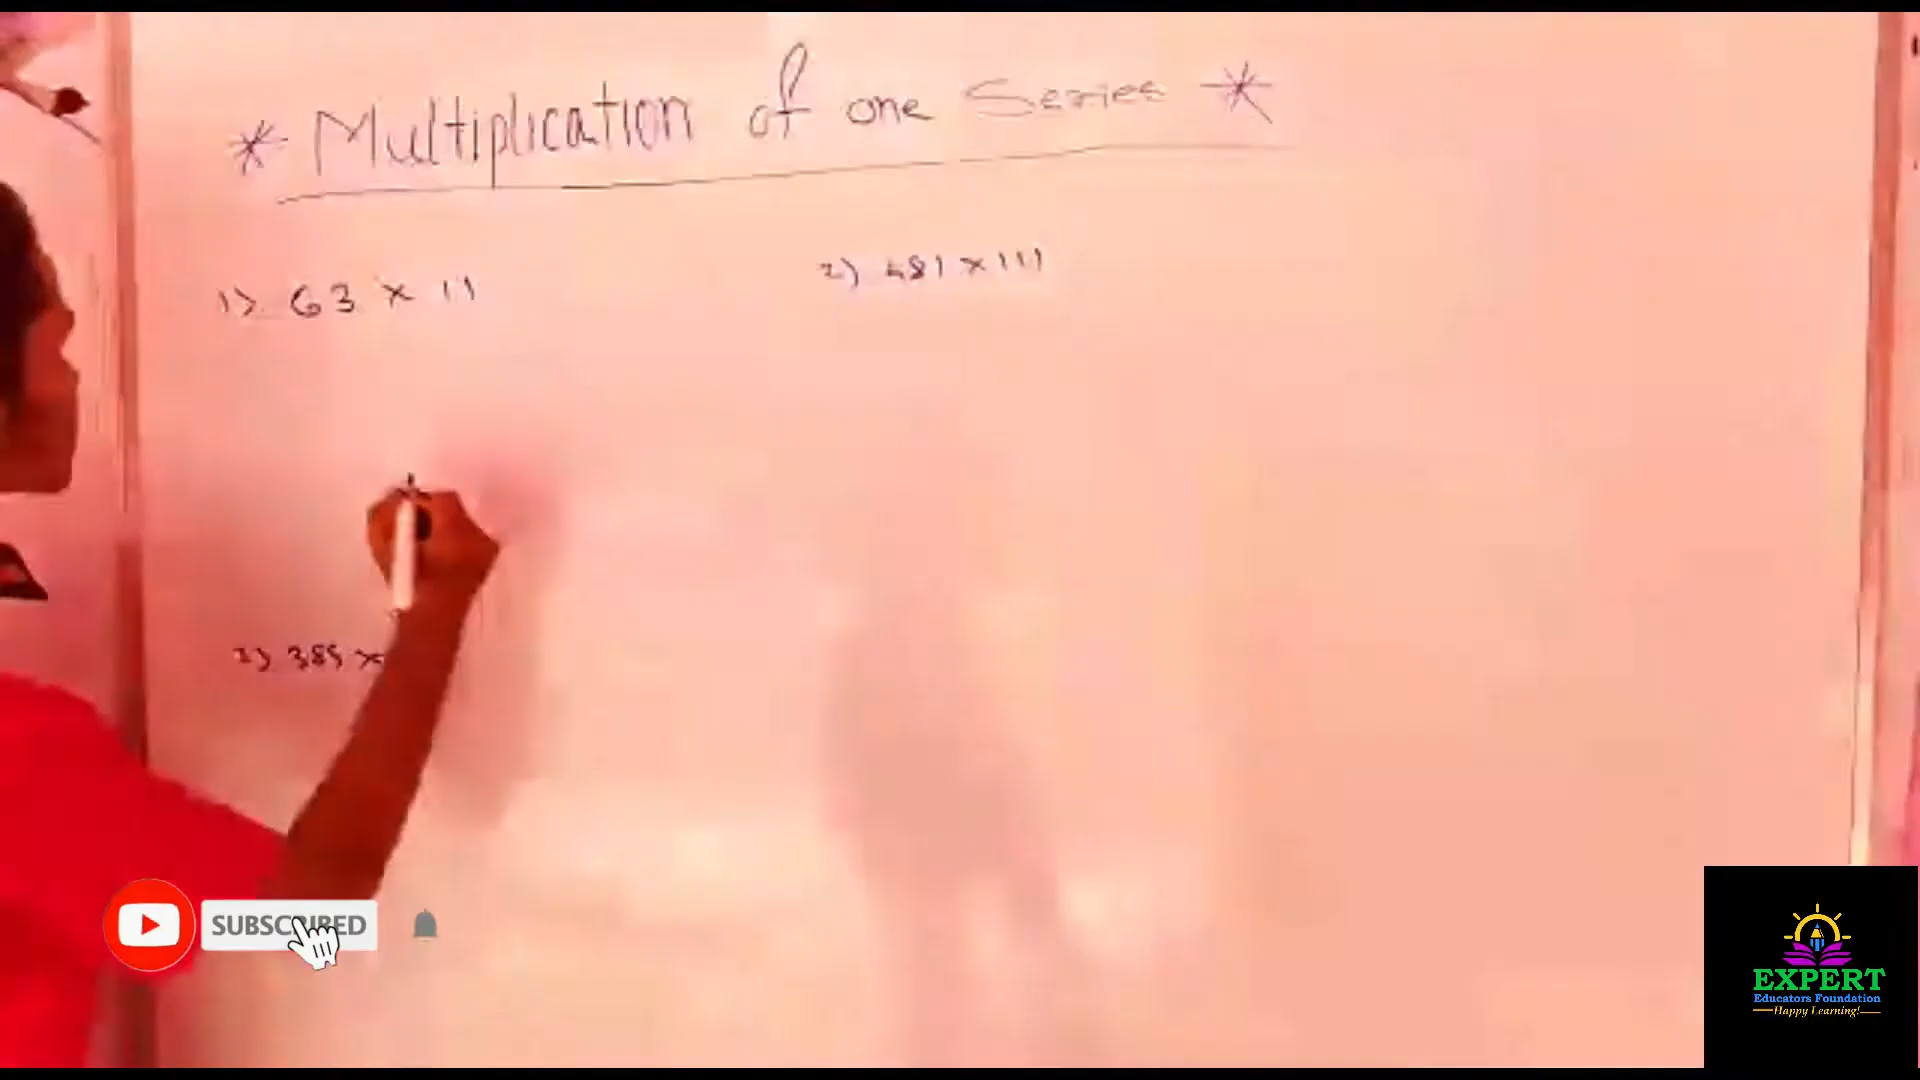 * Multiplication of one Series *
1) 63 × 11
2) 481 × 111
3) 385 ×
SUBSCRIBED
EXPERT
Educators Foundation
Happy Learning!